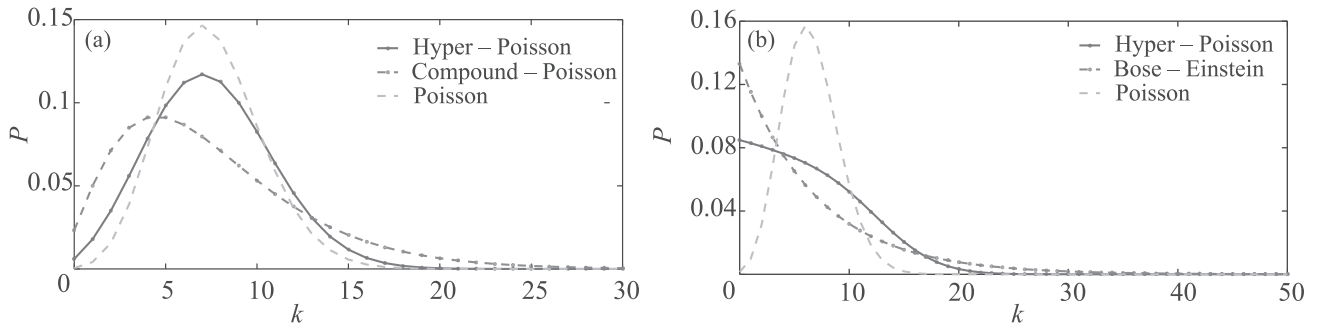 0.15
(a)
Hyper – Poisson
Compound – Poisson
Poisson
0.1
P
0.05
0 5 10 15 20 25 30
k
0.16
(b)
Hyper – Poisson
Bose – Einstein
Poisson
0.12
P
0.08
0.04
0 10 20 30 40 50
k